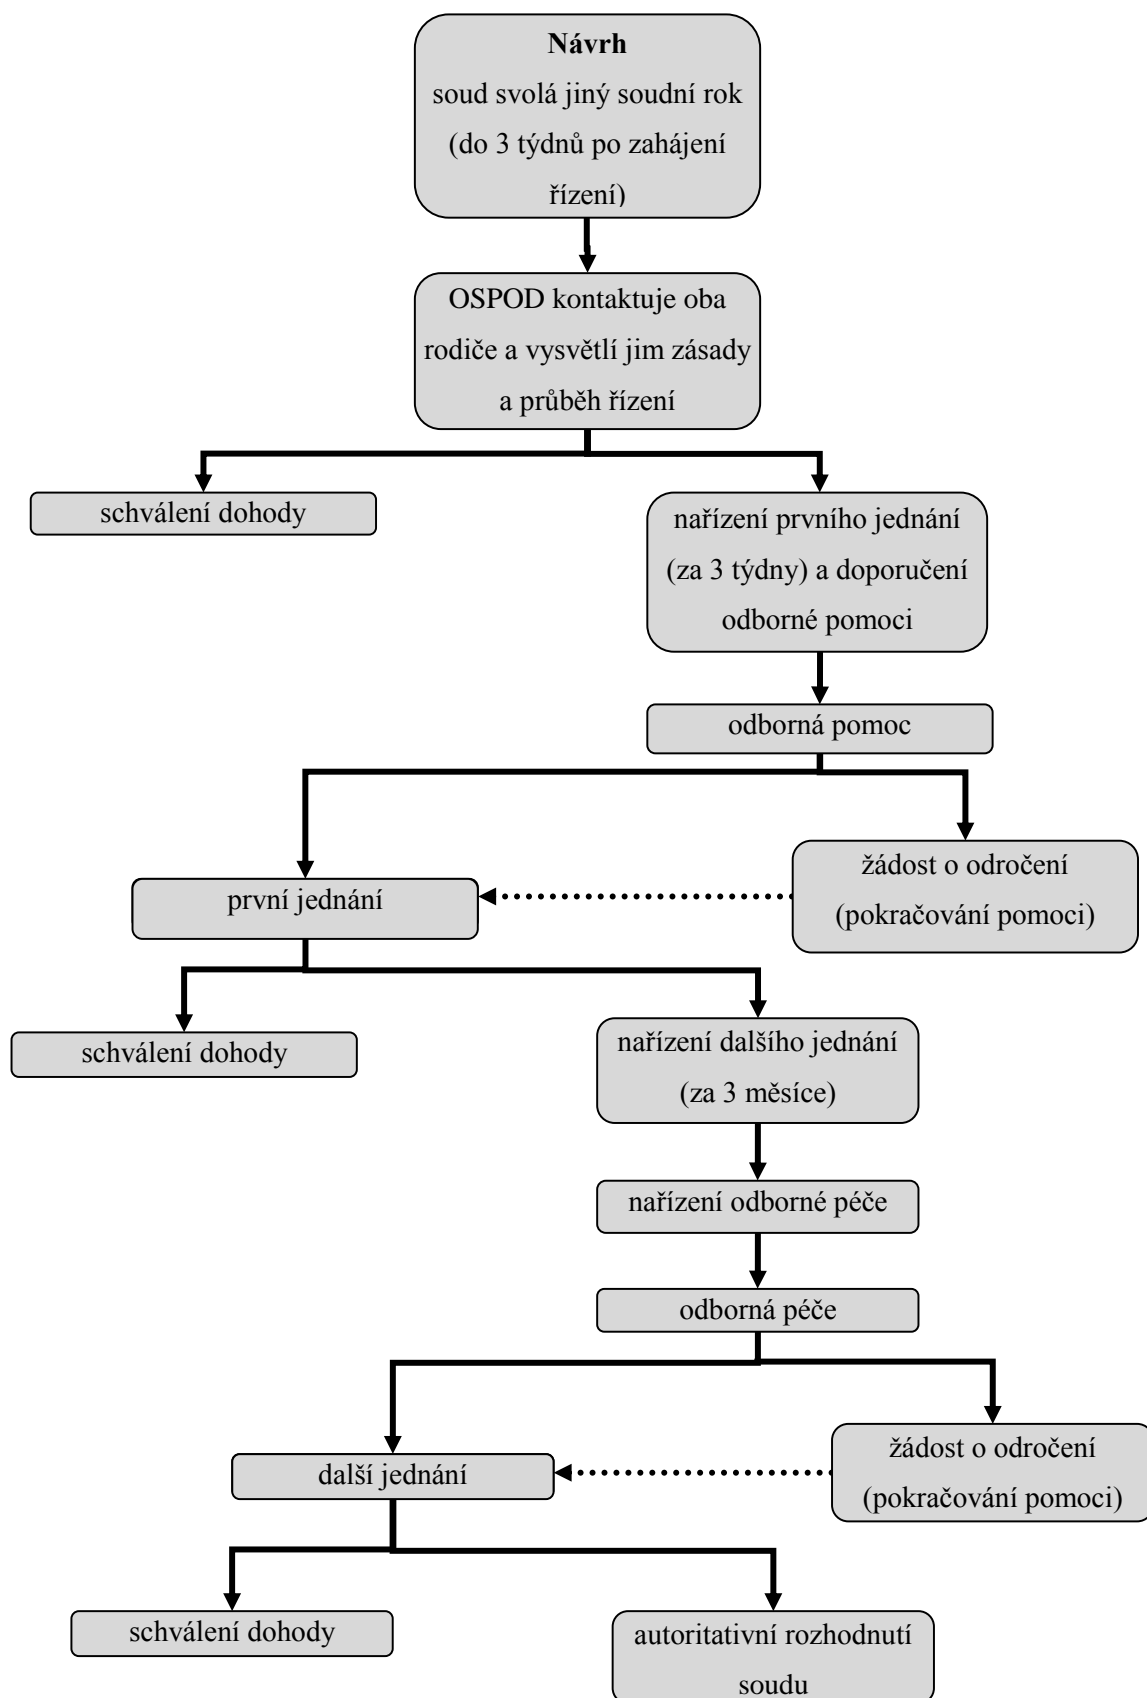 Návrh
soud svolá jiný soudní rok
(do 3 týdnů po zahájení
řízení)
OSPOD kontaktuje oba
rodiče a vysvětlí jim zásady
a průběh řízení
schválení dohody
nařízení prvního jednání
(za 3 týdny) a doporučení
odborné pomoci
odborná pomoc
žádost o odročení
(pokračování pomoci)
první jednání
schválení dohody
nařízení dalšího jednání
(za 3 měsíce)
nařízení odborné péče
odborná péče
žádost o odročení
(pokračování pomoci)
další jednání
schválení dohody
autoritativní rozhodnutí
soudu